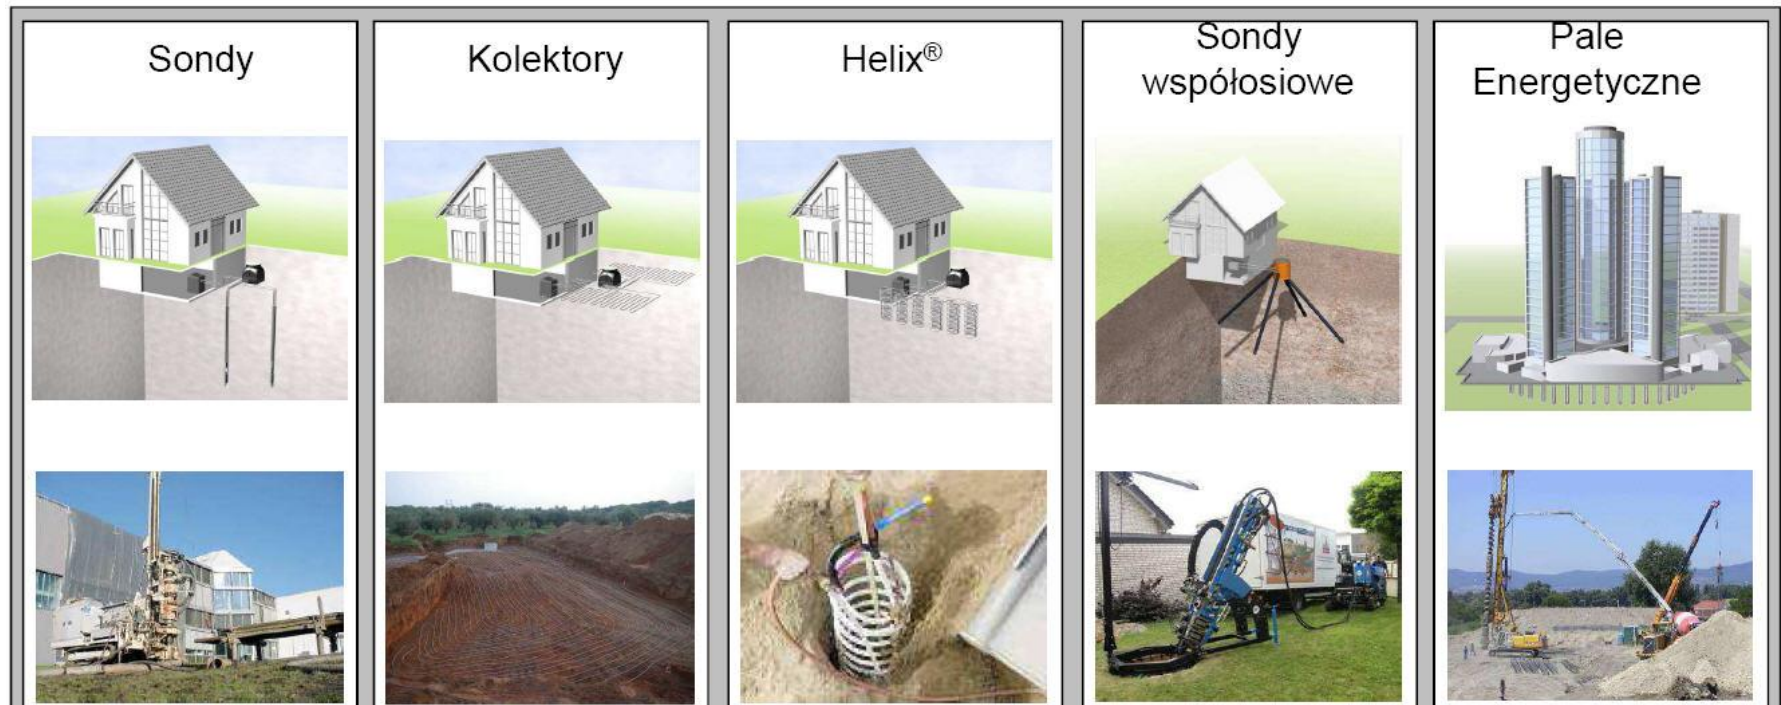 Sondy
Kolektory
Helix®
Sondy
współosiowe
Pale
Energetyczne